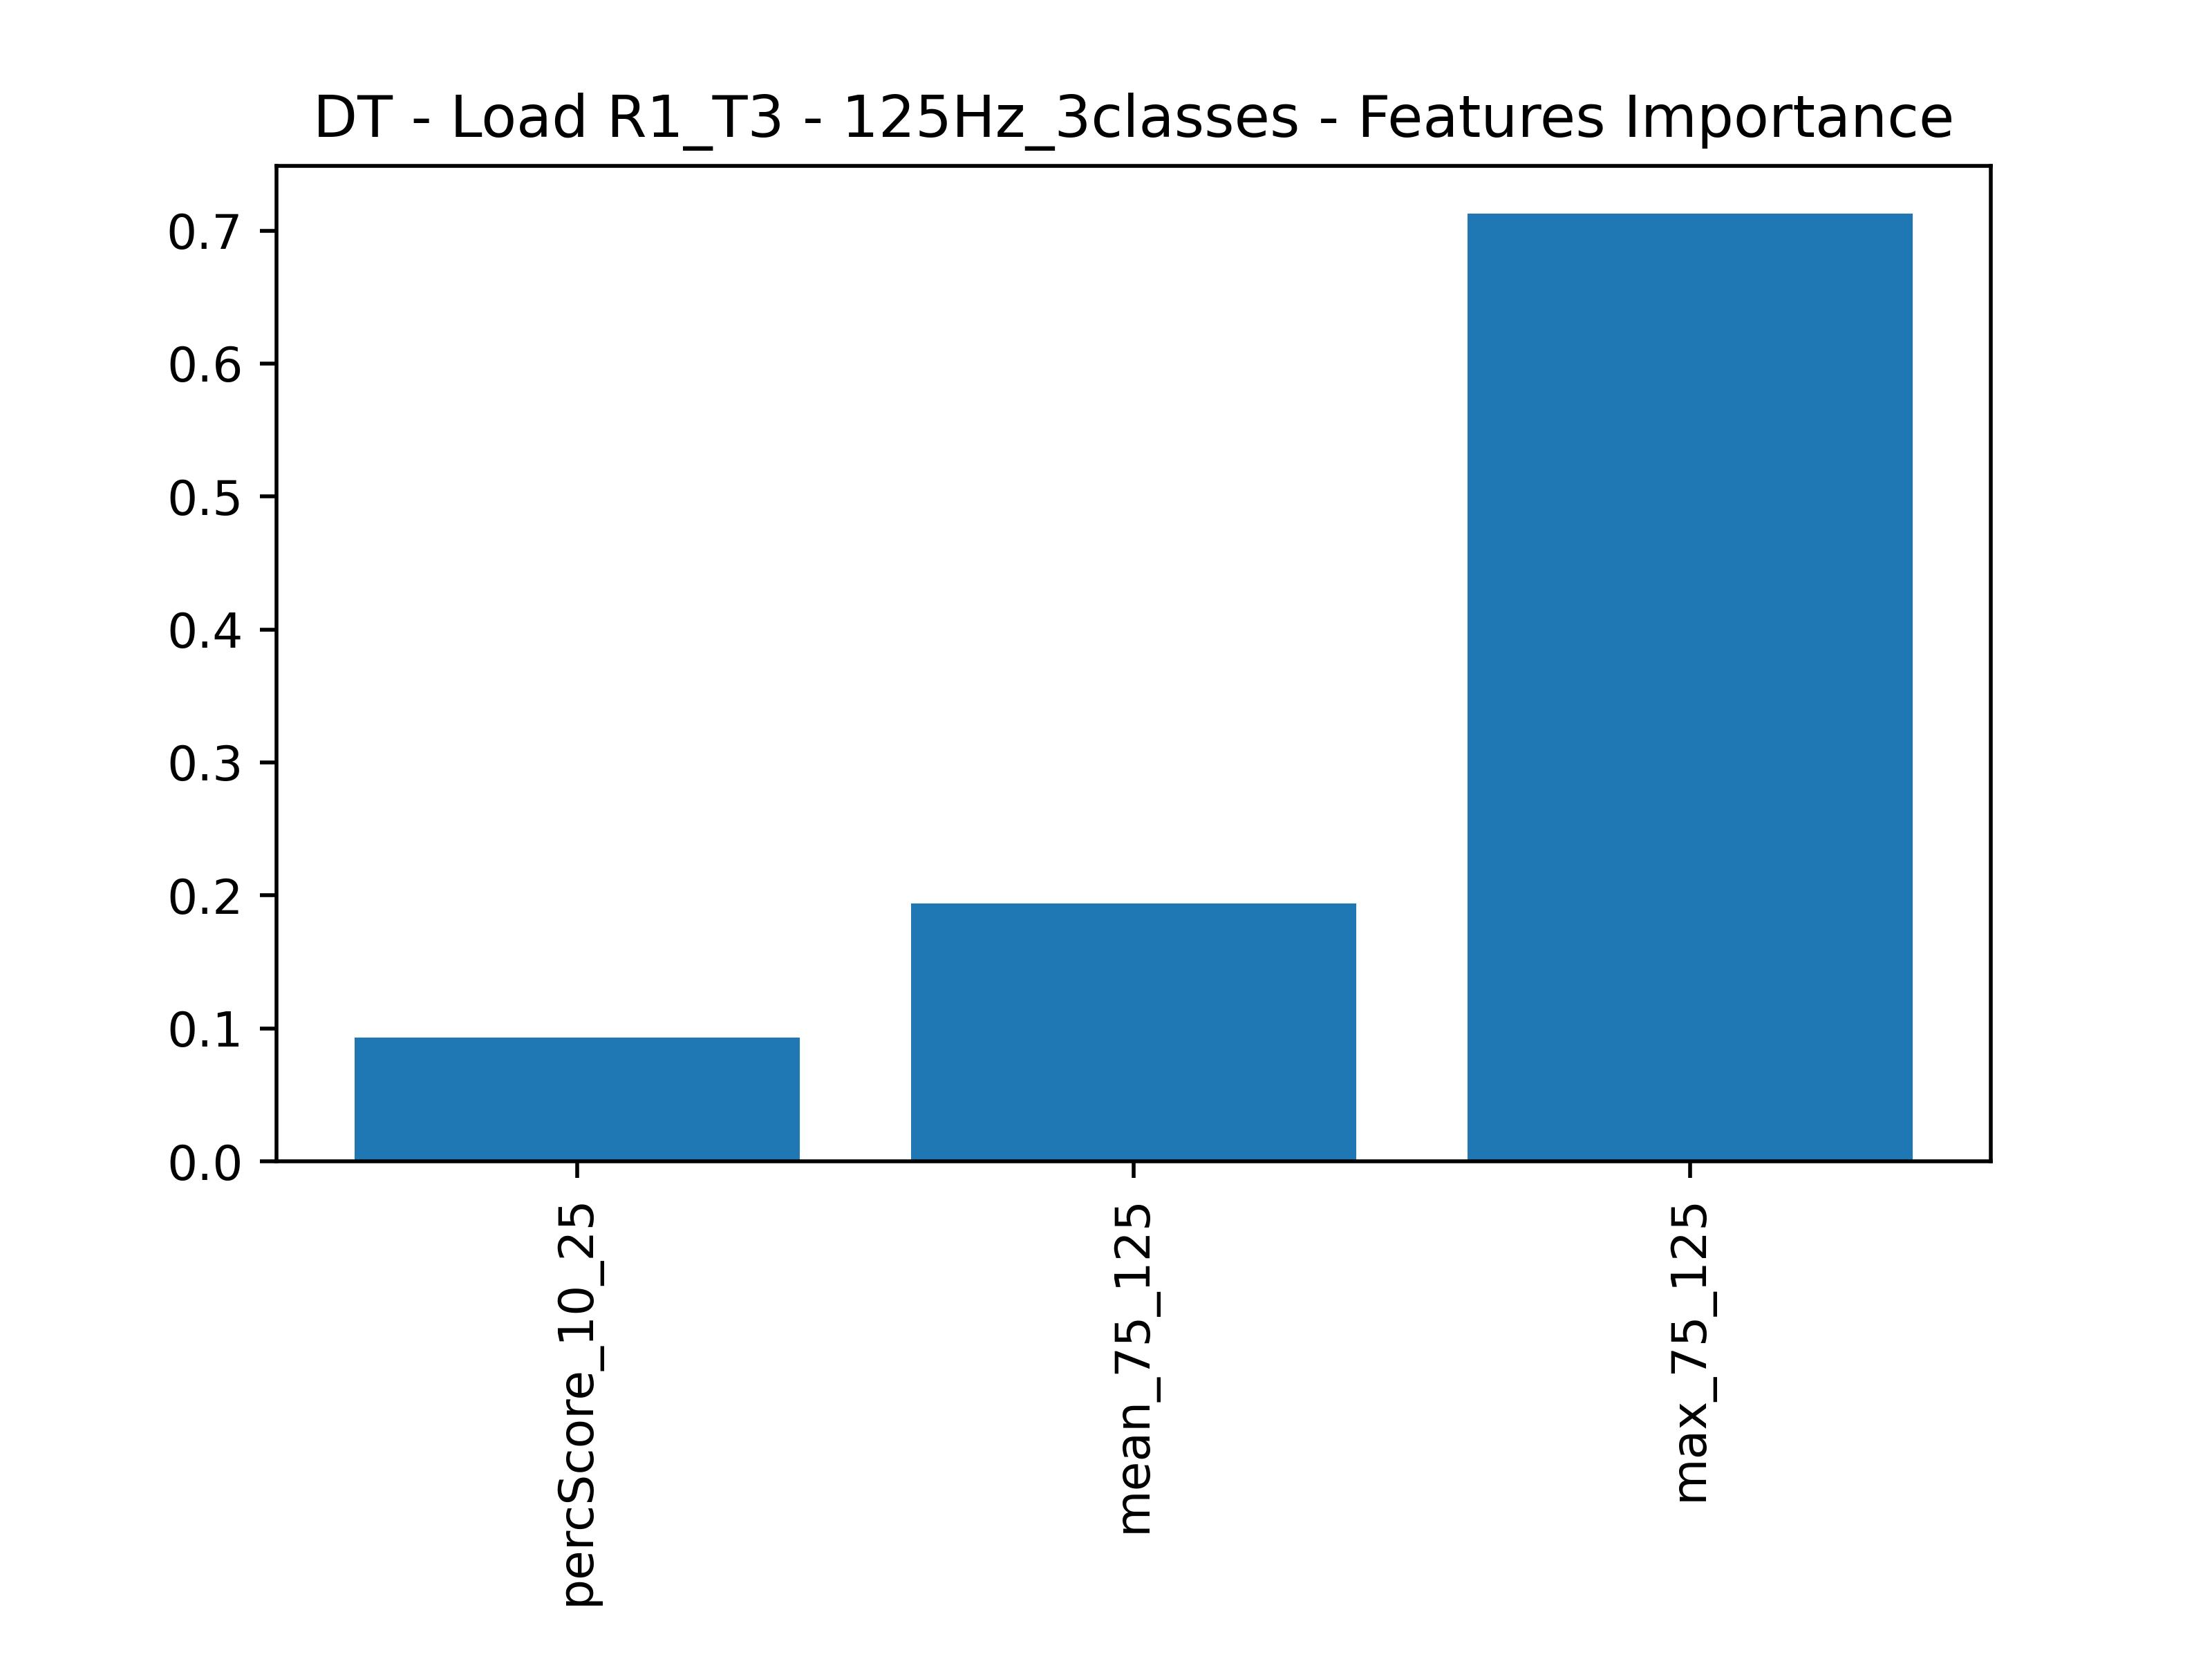 DT - Load R1_T3 - 125Hz_3classes - Features Importance
0.7
0.6
0.5
0.4
0.3
0.2
0.1
0.0
percScore_10_25
mean_75_125
max_75_125